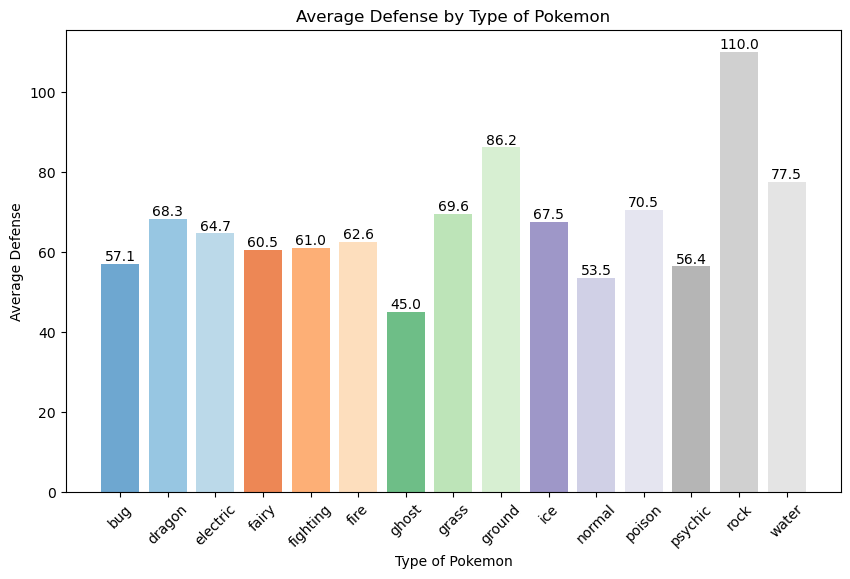 Average Defense by Type of Pokemon
Average Defense
100
80
60
40
20
0
57.1
68.3
64.7
60.5
61.0
62.6
45.0
69.6
86.2
67.5
53.5
70.5
56.4
110.0
77.5
bug
dragon
electric
fairy
fighting
fire
ghost
grass
ground
ice
normal
poison
psychic
rock
water
Type of Pokemon